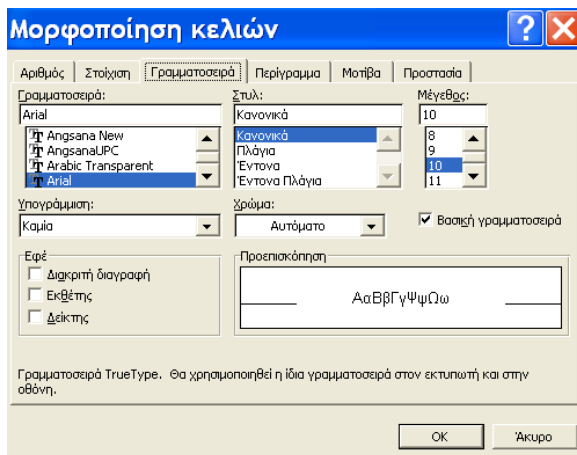 Μορφοποίηση κελιών
Αριθμός Στοίχιση Γραμματοσειρά Περίγραμμα Μοτίβα Προστασία
Γραμματοσειρά: Στυλ: Μέγεθος:
Arial Κανονικά 10
Angsana New Κανονικά 8
AngsanaUPC Πλάγια 9
Arabic Transparent Έντονα 10
Arial Έντονα Πλάγια 11
Υπογράμμιση: Χρώμα:
Καμία Αυτόματο Βασική γραμματοσειρά
Εφέ Προεπισκόπηση
Διακριτή διαγραφή
Εκθέτης ΑαΒβΓγΨψΩω
Δείκτης
Γραμματοσειρά TrueType. Θα χρησιμοποιηθεί η ίδια γραμματοσειρά στον εκτυπωτή και στην
οθόνη.
OK Άκυρο